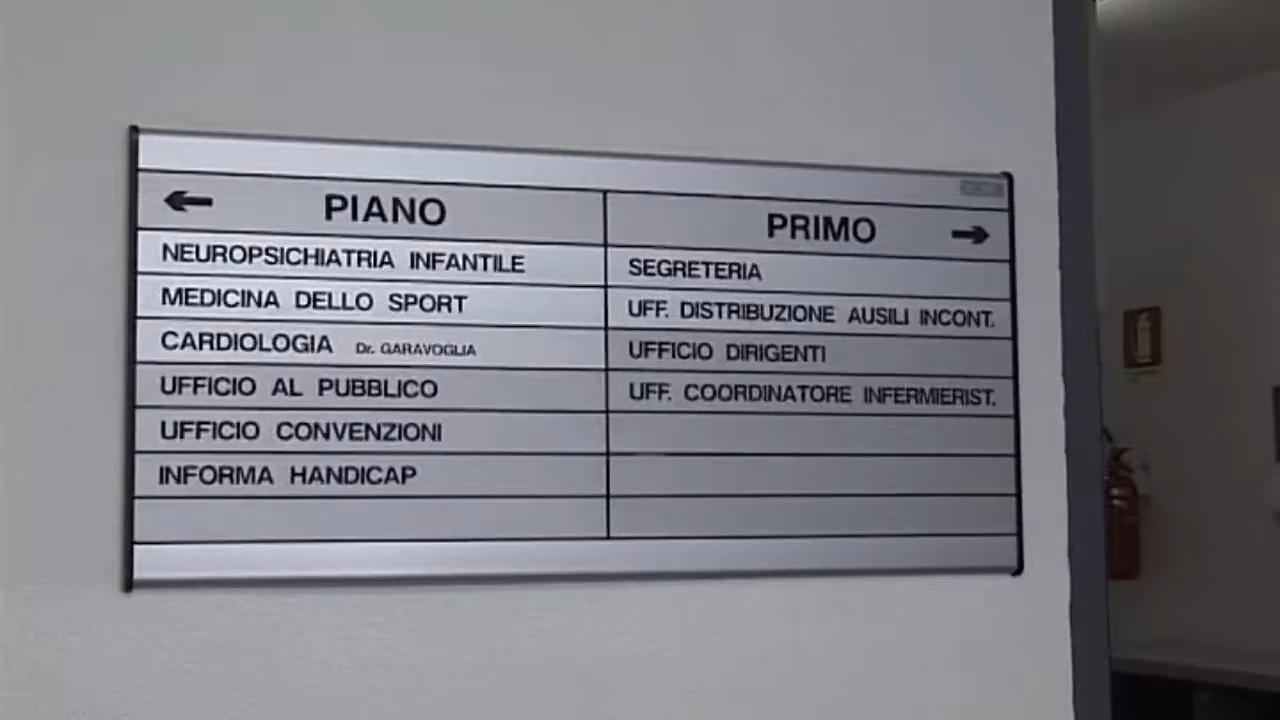 PIANO PRIMO
NEUROPSICHIATRIA INFANTILE
MEDICINA DELLO SPORT
CARDIOLOGIA Dr. GARAVOGLIA
UFFICIO AL PUBBLICO
UFFICIO CONVENZIONI
INFORMA HANDICAP
SEGRETERIA
UFF. DISTRIBUZIONE AUSILI INCONT.
UFFICIO DIRIGENTI
UFF. COORDINATORE INFERMIERIST.